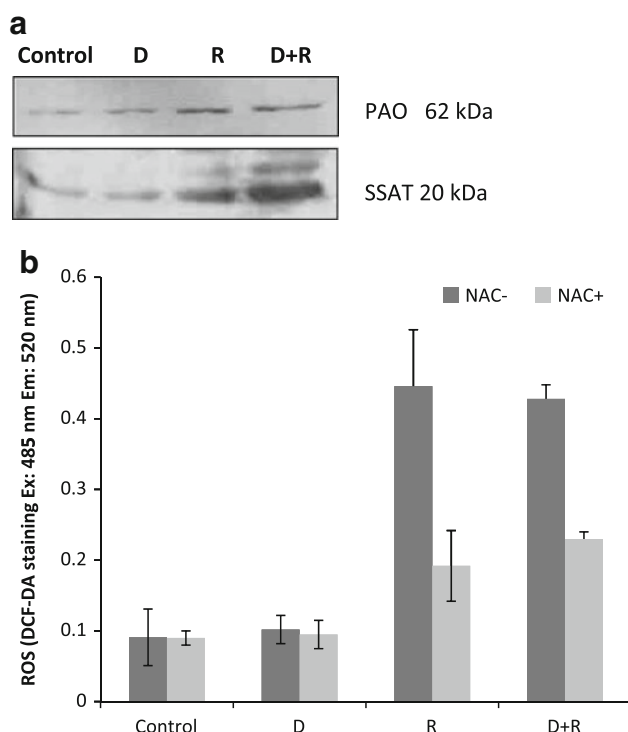 a
Control D R D+R
PAO 62 kDa
SSAT 20 kDa
b
ROS (DCF-DA staining Ex: 485 nm Em: 520 nm)
0.6
0.5
0.4
0.3
0.2
0.1
0
NAC- NAC+
Control D R D+R